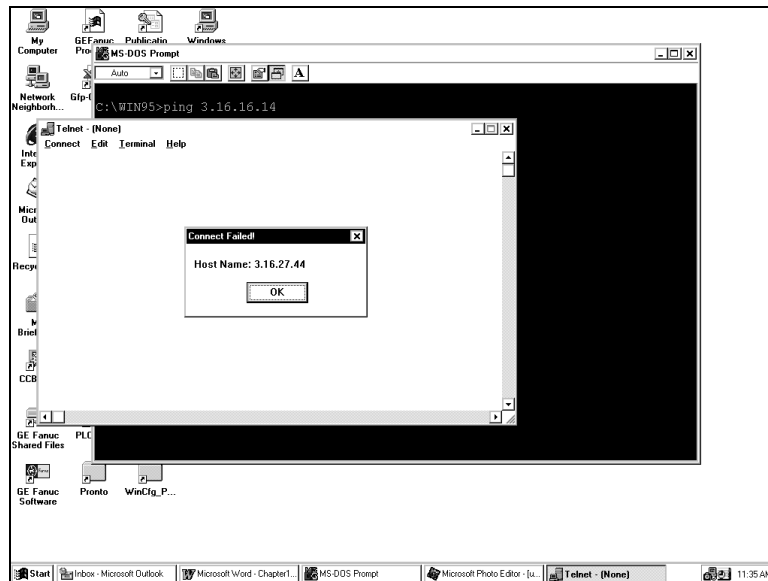 My Computer
GEFanuc
Publicatio
Windows
MS-DOS Prompt
Auto
A
Network Neighborh...
C:\WIN95>ping 3.16.16.14
Telnet - (None)
Connect Edit Terminal Help
Connect Failed!
Host Name: 3.16.27.44
OK
GE Fanuc Shared Files
PLC
GE Fanuc Software
Pronto
WinCfg_P...
Start
Inbox - Microsoft Outlook
Microsoft Word - Chapter1...
MS-DOS Prompt
Microsoft Photo Editor - [u...
Telnet - (None)
11:35 AM